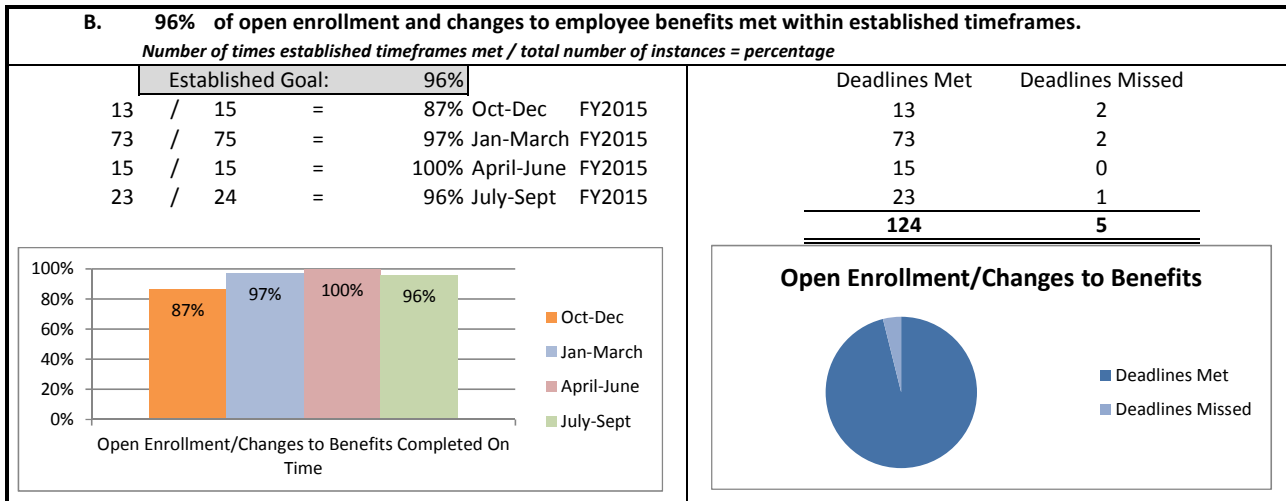 B. 96% of open enrollment and changes to employee benefits met within established timeframes.
Number of times established timeframes met / total number of instances = percentage
Established Goal: 96%
13 / 15 = 87% Oct-Dec FY2015
73 / 75 = 97% Jan-March FY2015
15 / 15 = 100% April-June FY2015
23 / 24 = 96% July-Sept FY2015
Deadlines Met Deadlines Missed
13 2
73 2
15 0
23 1
124 5
100%
80%
60%
40%
20%
0%
87%
97%
100%
96%
Oct-Dec
Jan-March
April-June
July-Sept
Open Enrollment/Changes to Benefits Completed On
Time
Open Enrollment/Changes to Benefits
Deadlines Met
Deadlines Missed